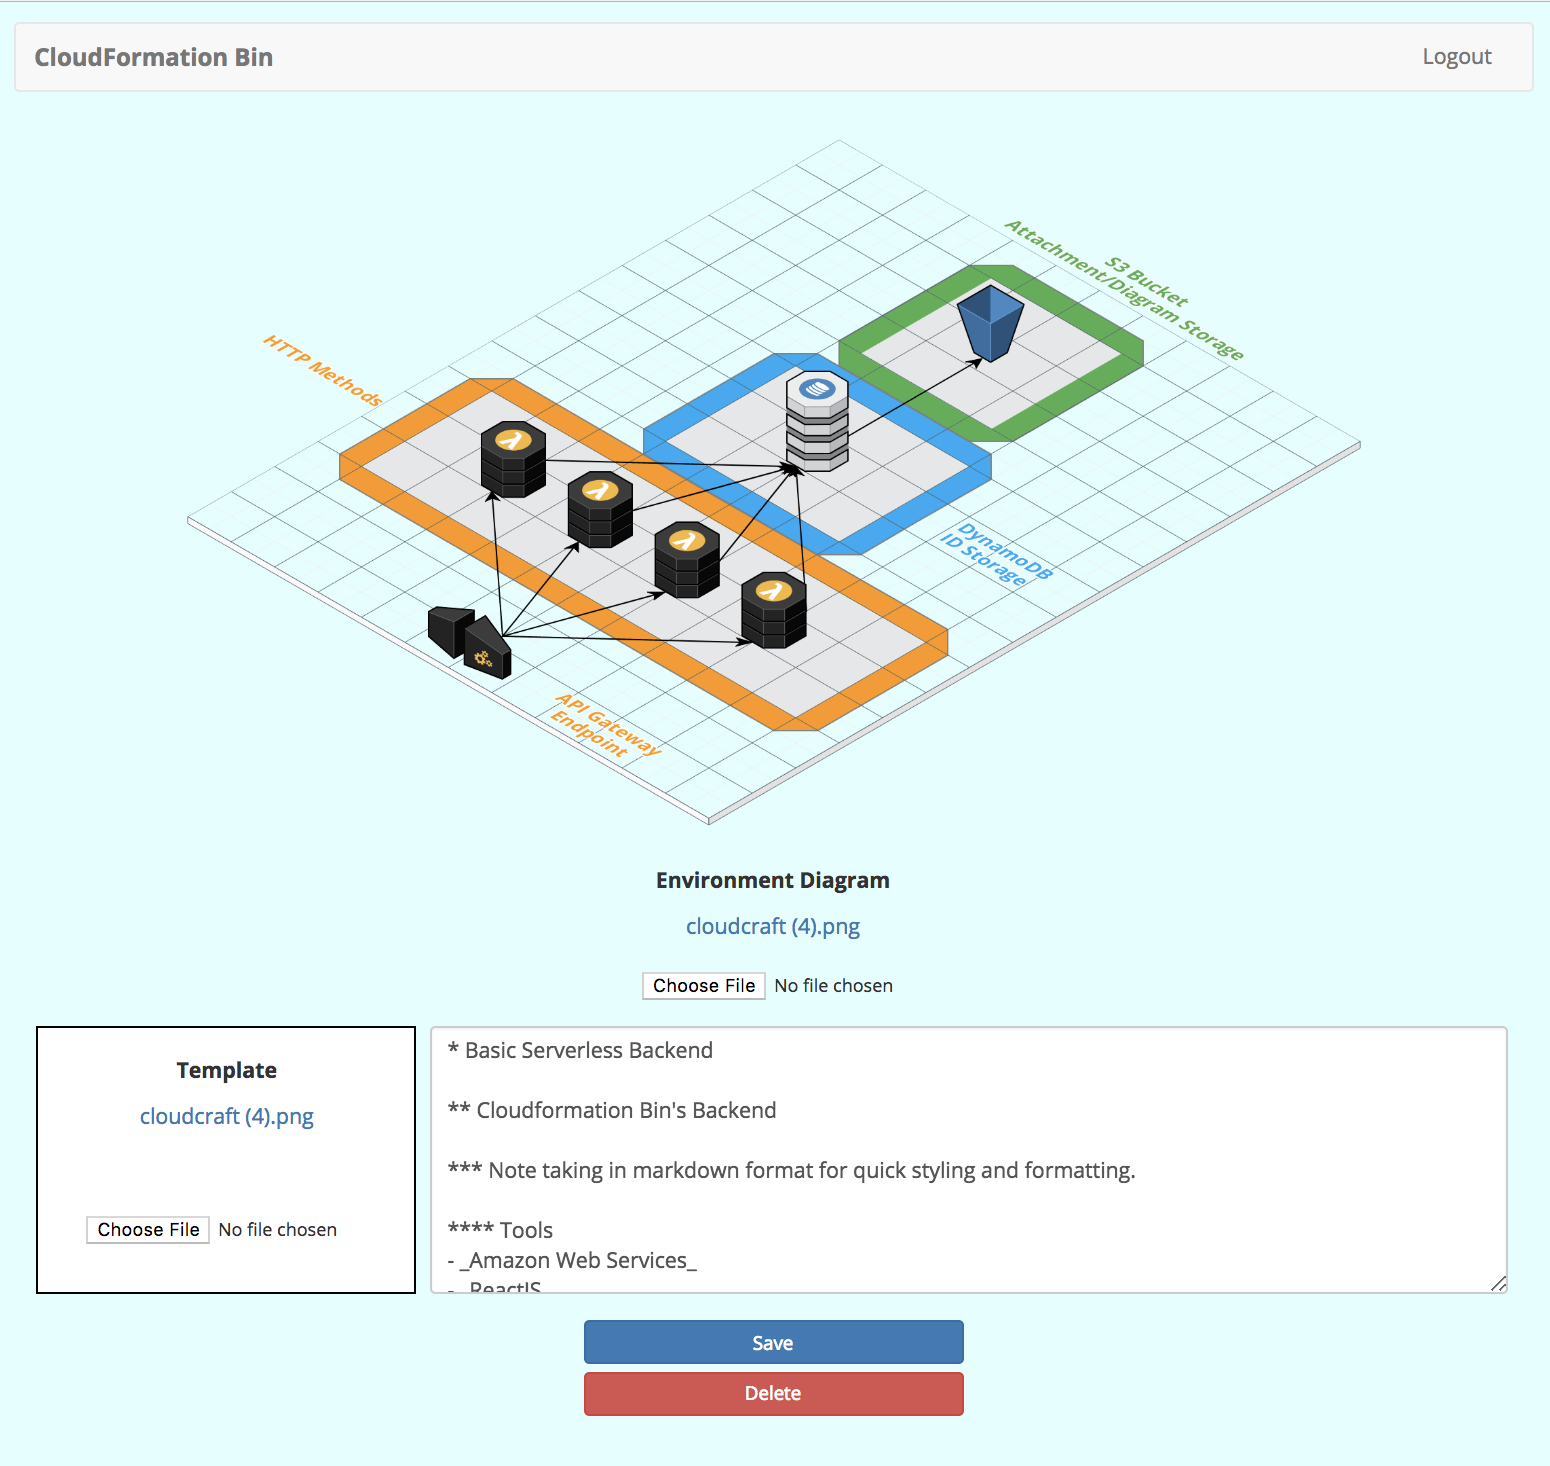 CloudFormation Bin
Logout
S3 Bucket
Attachment/Diagram Storage
HTTP Methods
DynamoDB
ID Storage
API Gateway
Endpoint
Environment Diagram
cloudcraft (4).png
Choose File No file chosen
Template
cloudcraft (4).png
Choose File No file chosen
* Basic Serverless Backend
** Cloudformation Bin's Backend
*** Note taking in markdown format for quick styling and formatting.
**** Tools
- _Amazon Web Services_
- _ReactJS
Save
Delete